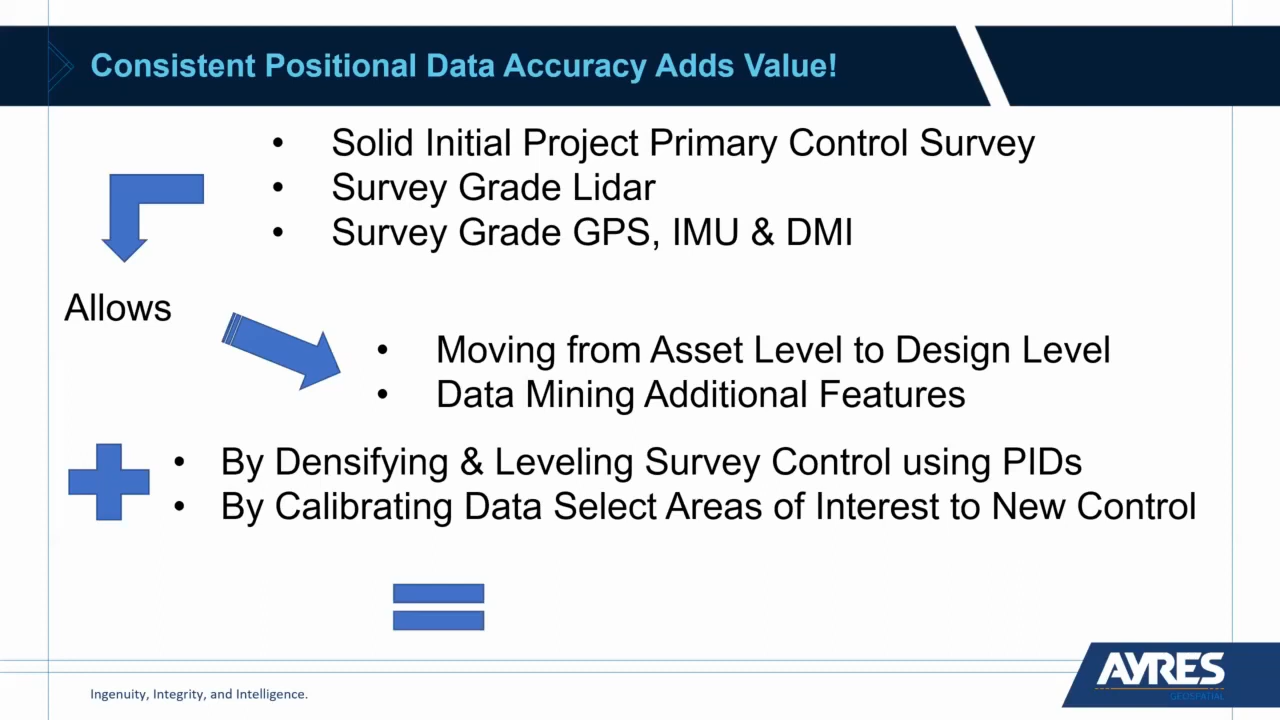 Consistent Positional Data Accuracy Adds Value!
• Solid Initial Project Primary Control Survey
• Survey Grade Lidar
• Survey Grade GPS, IMU & DMI
Allows
• Moving from Asset Level to Design Level
• Data Mining Additional Features
• By Densifying & Leveling Survey Control using PIDs
• By Calibrating Data Select Areas of Interest to New Control
Ingenuity, Integrity, and Intelligence.
AYRES
GEOSPATIAL